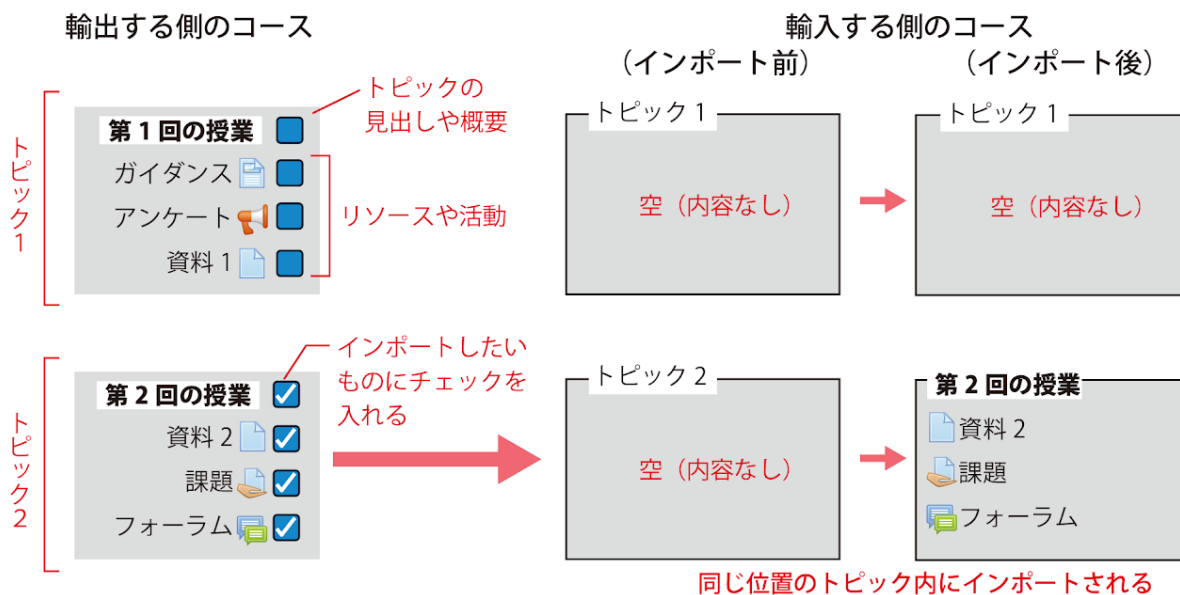 輸出する側のコース
輸入する側のコース
（インポート前）
（インポート後）
トピック1
第1回の授業
ガイダンス
アンケート
資料1
トピックの
見出しや概要
リソースや活動
トピック1
空（内容なし）
トピック1
空（内容なし）
トピック2
第2回の授業
資料2
課題
フォーラム
インポートしたい
ものにチェックを
入れる
トピック2
空（内容なし）
第2回の授業
資料2
課題
フォーラム
同じ位置のトピック内にインポートされる